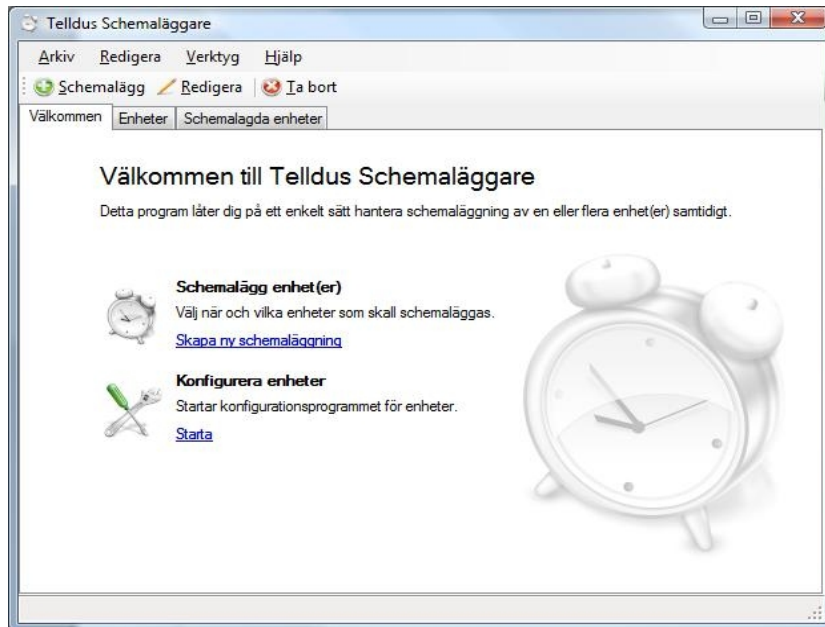 Telldus Schemaläggare
Arkiv Redigera Verktyg Hjälp
Schemalägg Redigera Ta bort
Välkommen Enheter Schemalagda enheter
Välkommen till Telldus Schemaläggare
Detta program låter dig på ett enkelt sätt hantera schemaläggning av en eller flera enhet(er) samtidigt.
Schemalägg enhet(er)
Välj när och vilka enheter som skall schemaläggas.
Skapa ny schemaläggning
Konfigurera enheter
Startar konfigurationsprogrammet för enheter.
Starta